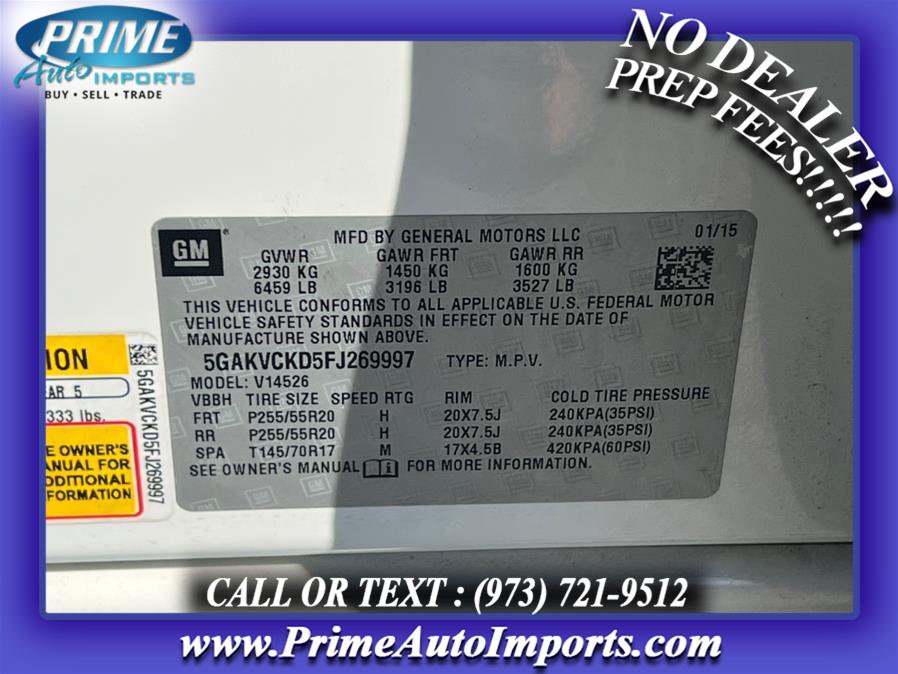 PRIME
Auto IMPORTS
BUY • SELL • TRADE
NO DEALER
PREP FEES!!!!!
GM
MFD BY GENERAL MOTORS LLC 01/15
GVWR GAWR FRT GAWR RR
2930 KG 1450 KG 1600 KG
6459 LB 3196 LB 3527 LB
THIS VEHICLE CONFORMS TO ALL APPLICABLE U.S. FEDERAL MOTOR
VEHICLE SAFETY STANDARDS IN EFFECT ON THE DATE OF
MANUFACTURE SHOWN ABOVE.
5GAKVCKD5FJ269997 TYPE: M.P.V.
MODEL: V14526
VBBH TIRE SIZE SPEED RTG RIM COLD TIRE PRESSURE
FRT P255/55R20 H 20X7.5J 240KPA(35PSI)
RR P255/55R20 H 20X7.5J 240KPA(35PSI)
SPA T145/70R17 M 17X4.5B 420KPA(60PSI)
SEE OWNER'S MANUAL FOR MORE INFORMATION.
ION
AR 5
333 lbs.
E OWNER'S
ANUAL FOR
DDITIONAL
FORMATION
5GAKVCKD5FJ269997
CALL OR TEXT : (973) 721-9512
www.PrimeAutoImports.com